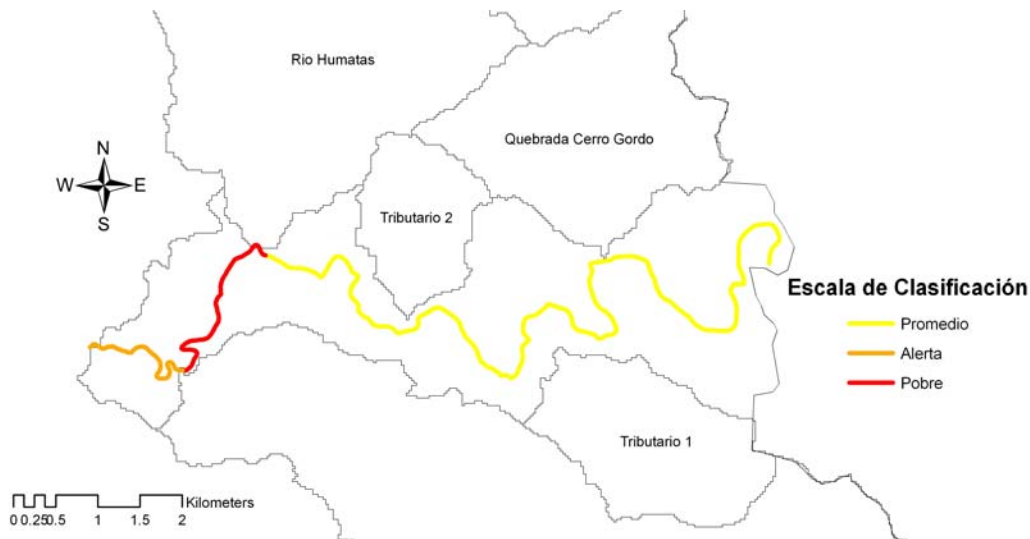 Rio Humatas
Quebrada Cerro Gordo
N
W E
S
Tributario 2
Escala de Clasificación
Promedio
Alerta
Pobre
Tributario 1
Kilometers
0 0.25 0.5 1 1.5 2